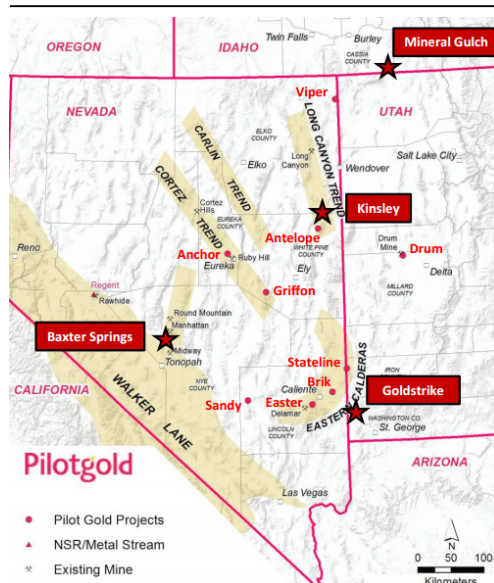 OREGON
IDAHO
Twin Falls
Burley
CASSIA
COUNTY
Mineral Gulch
NEVADA
Viper
UTAH
ELKO
COUNTY
CARLIN
TREND
LONG CANYON TREND
Long
Canyon
Elko
Wendover
Salt Lake City
CORTEZ
TREND
Cortez
Hills
EUREKA
COUNTY
Kinsley
Antelope
WHITE PINE
COUNTY
Reno
Anchor
Ruby Hill
Eureka
Ely
Drum
Mine
Drum
Delta
MILLARD
COUNTY
Regent
Rawhide
Griffon
Round Mountain
Manhattan
Baxter Springs
Midway
Tonopah
CALIFORNIA
WALKER LANE
NYE
COUNTY
Stateline
Brik
Caliente
Sandy
Easter
Delamar
LINCOLN
COUNTY
EASTERN CALDERAS
IRON
Goldstrike
WASHINGTON CO.
St. George
ARIZONA
Las Vegas
Pilotgold
Pilot Gold Projects
NSR/Metal Stream
Existing Mine
N
0 50 100
Kilometers